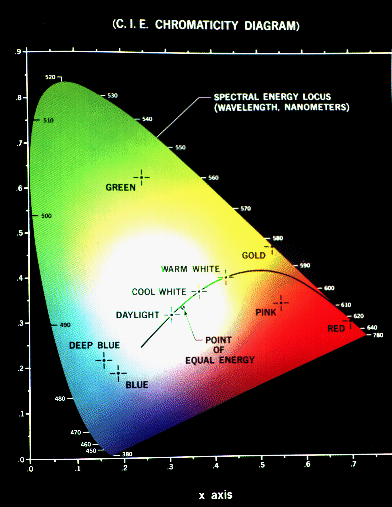 (C. I. E. CHROMATICITY DIAGRAM)
.9
520
.8
530
SPECTRAL ENERGY LOCUS
(WAVELENGTH, NANOMETERS)
510
540
.7
550
GREEN
560
.6
570
500
.5
580
GOLD
590
WARM WHITE
.4
COOL WHITE
600
610
DAYLIGHT
PINK
620
.3
490
RED
640
780
DEEP BLUE
POINT
OF
EQUAL ENERGY
.2
BLUE
480
.1
470
460
450
380
.0
.0
.1
.2
.3
.4
.5
.6
.7
x axis